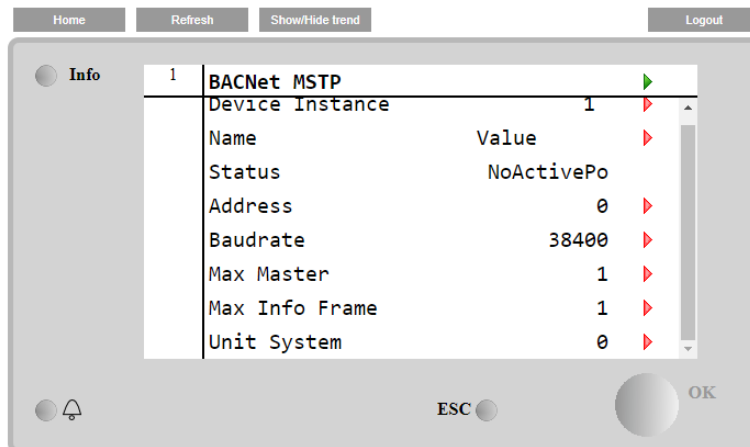 Home Refresh Show/Hide trend Logout
Info
1 BACNet MSTP
Device Instance 1
Name Value
Status NoActivePo
Address 0
Baudrate 38400
Max Master 1
Max Info Frame 1
Unit System 0
ESC OK